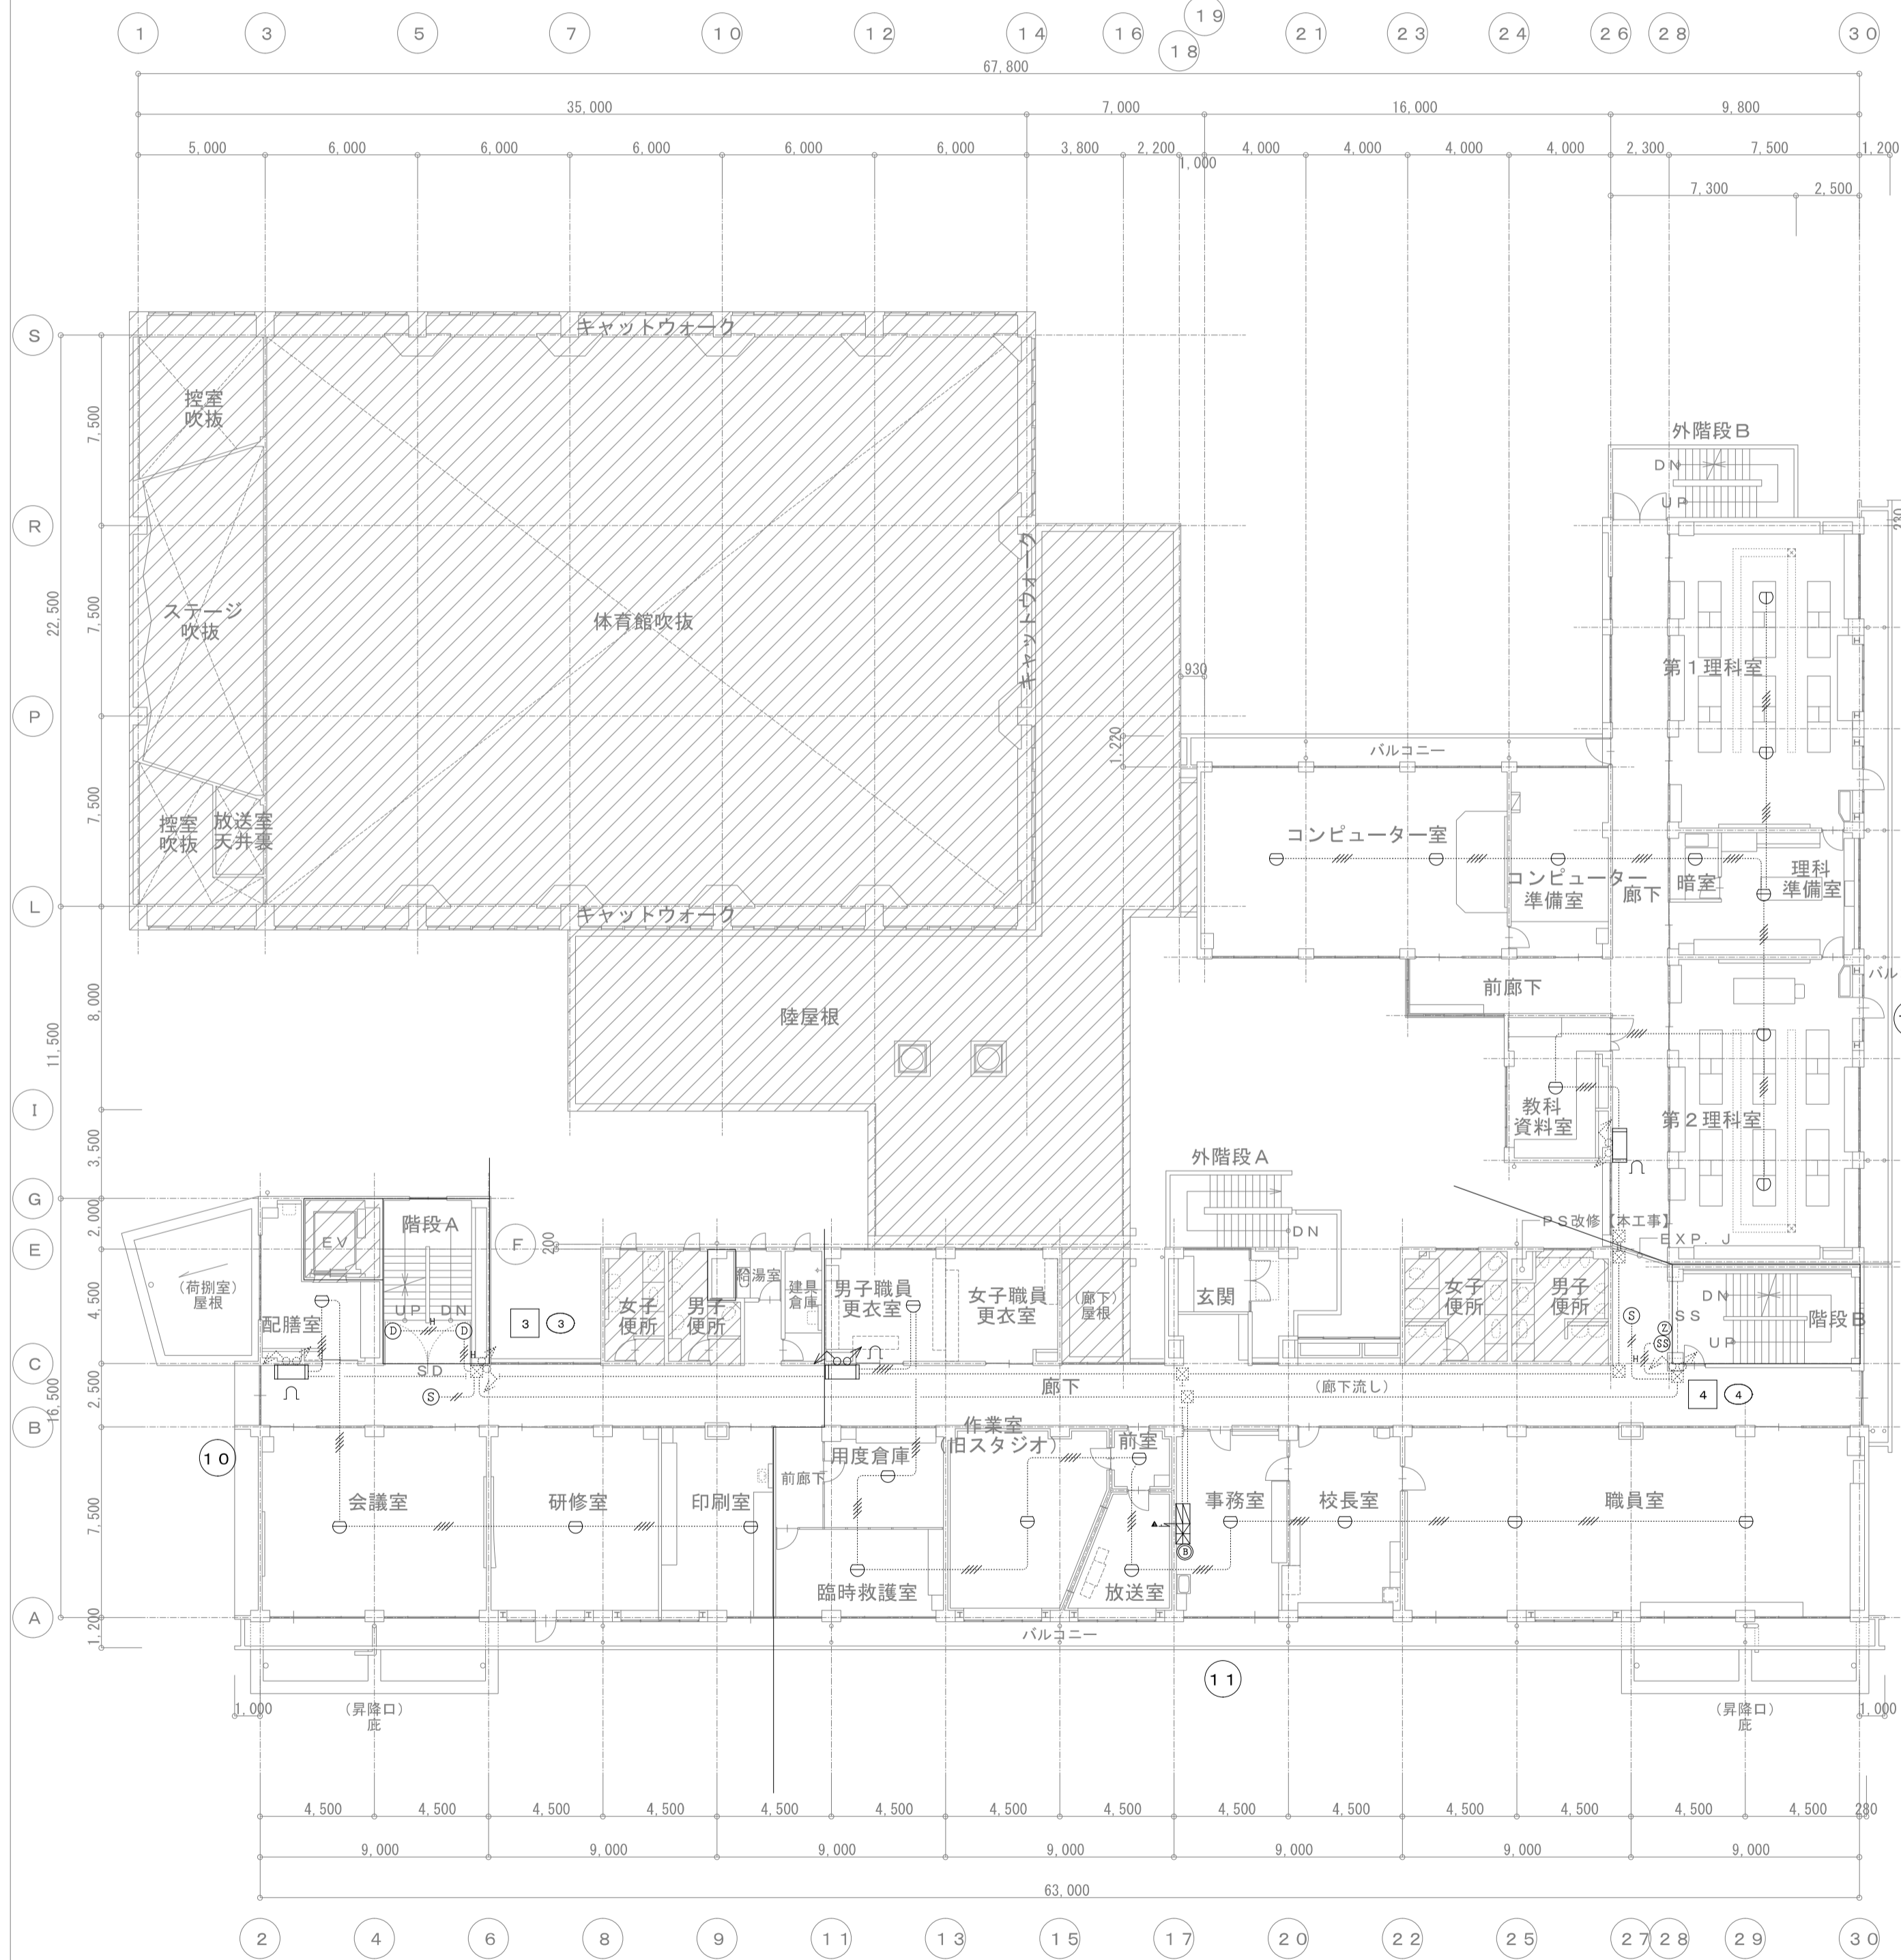 1 3 5 7 10 12 14 16 18 19 21 23 24 26 28 30
67,800
35,000 7,000 16,000 9,800
5,000 6,000 6,000 6,000 6,000 6,000 3,800 2,200 1,000 4,000 4,000 4,000 4,000 2,300 7,500 1,200
7,300 2,500
S
キャットウォーク
控室
吹抜
7,500
外階段B
DN
UP
R
230
キャットウォーク
22,500
7,500
ステージ
吹抜
体育館吹抜
第1理科室
930
P
1,220
バルコニー
7,500
控室
吹抜
放送室
天井裏
コンピューター室
コンピューター
準備室
廊下
暗室
理科
準備室
L
キャットウォーク
バル
前廊下
陸屋根
8,000
11,500
I
教科
資料室
第2理科室
3,500
外階段A
G
階段A
DN
PS改修【本工事】
2,000
EV
F
200
EXP. J
E
(荷捌室)
屋根
4,500
配膳室
UP DN
3 3
女子
便所
男子
便所
給湯室
建具
倉庫
男子職員
更衣室
女子職員
更衣室
(廊下)
屋根
玄関
女子
便所
男子
便所
S
Z
SS
SS
DN
UP
階段B
D D
H
H
H
C
SD
S
2,500
16,500
廊下
(廊下流し)
4 4
B
10
作業室
(旧スタジオ)
前室
用度倉庫
前廊下
会議室
研修室
印刷室
事務室
校長室
職員室
7,500
B
臨時救護室
放送室
A
1,200
バルコニー
11
1,000
(昇降口)
庇
(昇降口)
庇
1,000
4,500 4,500 4,500 4,500 4,500 4,500 4,500 4,500 4,500 4,500 4,500 4,500 4,500 4,500 280
9,000 9,000 9,000 9,000 9,000 9,000 9,000
63,000
2 4 6 8 9 11 13 15 17 20 22 25 27 28 29 30